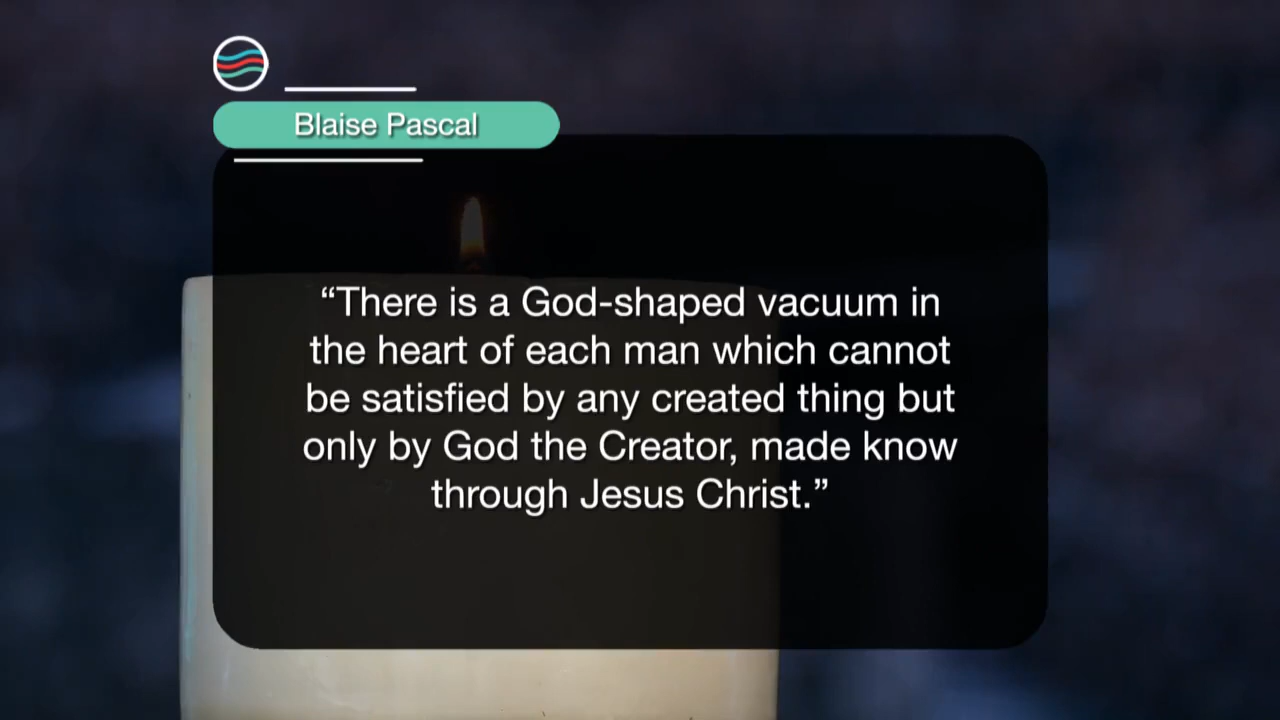 Blaise Pascal
“There is a God-shaped vacuum in
the heart of each man which cannot
be satisfied by any created thing but
only by God the Creator, made know
through Jesus Christ.”